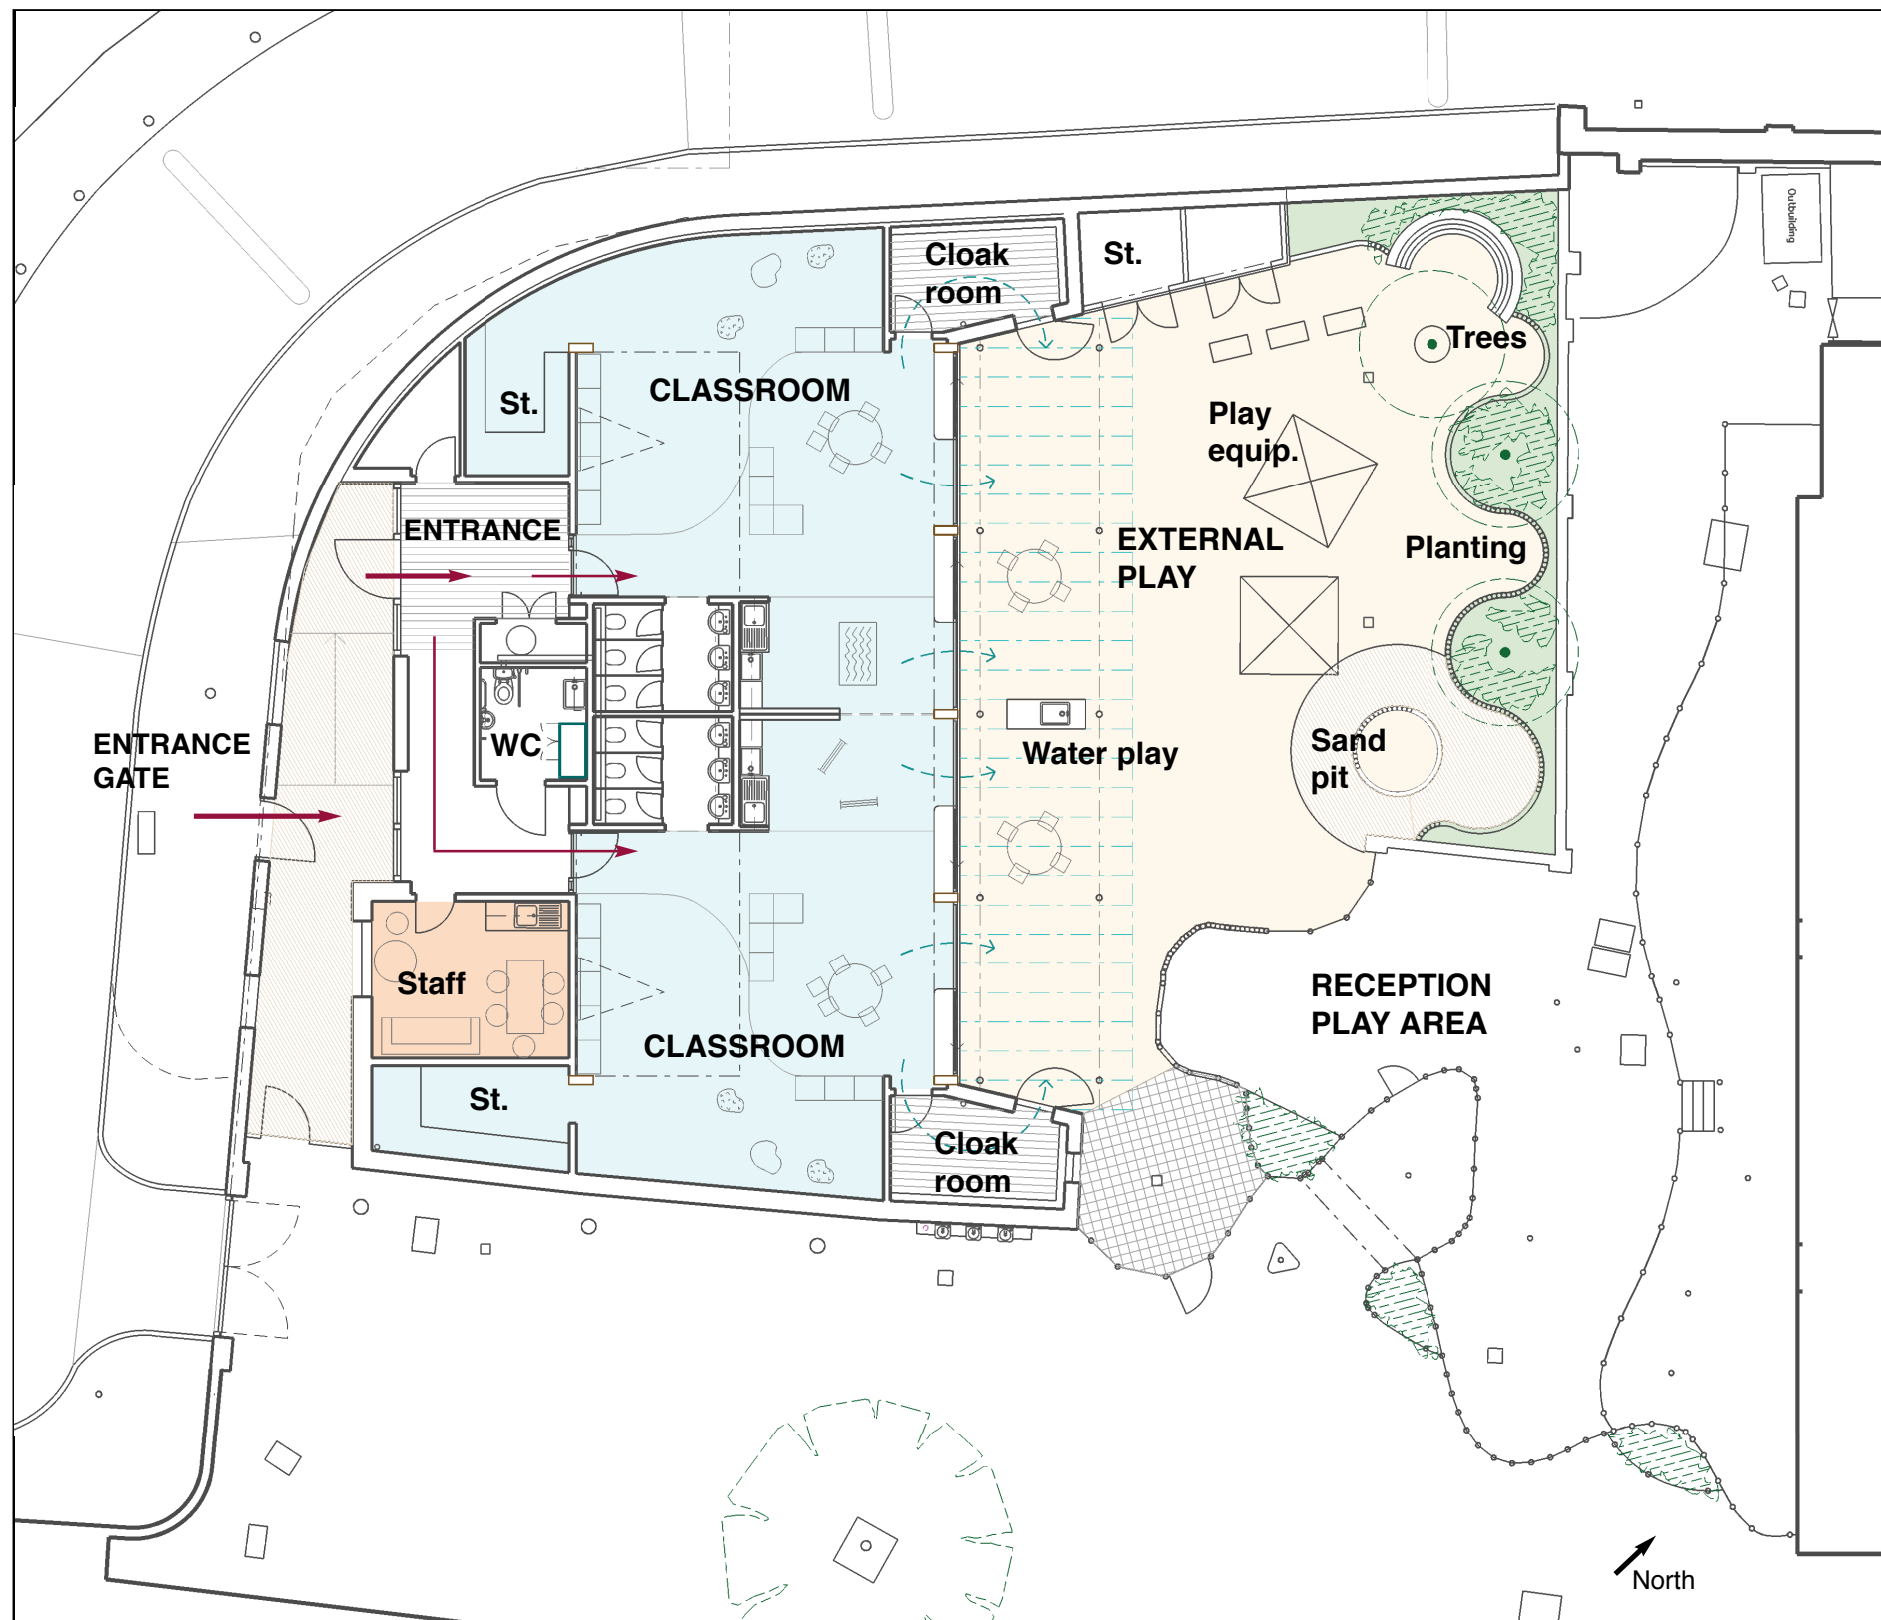 Outbuilding
Cloak
room
St.
Trees
CLASSROOM
St.
Play
equip.
ENTRANCE
EXTERNAL
PLAY
Planting
ENTRANCE
GATE
WC
Water play
Sand
pit
Staff
RECEPTION
PLAY AREA
CLASSROOM
St.
Cloak
room
North